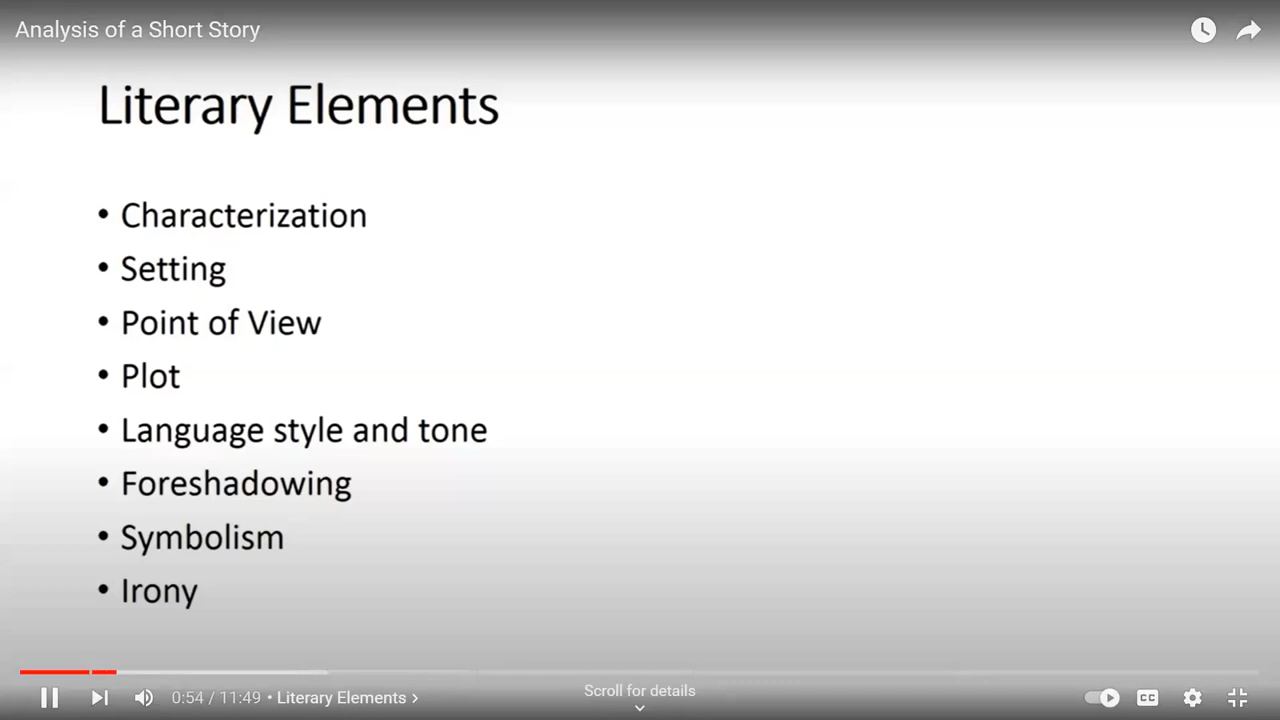 Analysis of a Short Story
Literary Elements
• Characterization
• Setting
• Point of View
• Plot
• Language style and tone
• Foreshadowing
• Symbolism
• Irony
Scroll for details
0:54 / 11:49 • Literary Elements >
CC